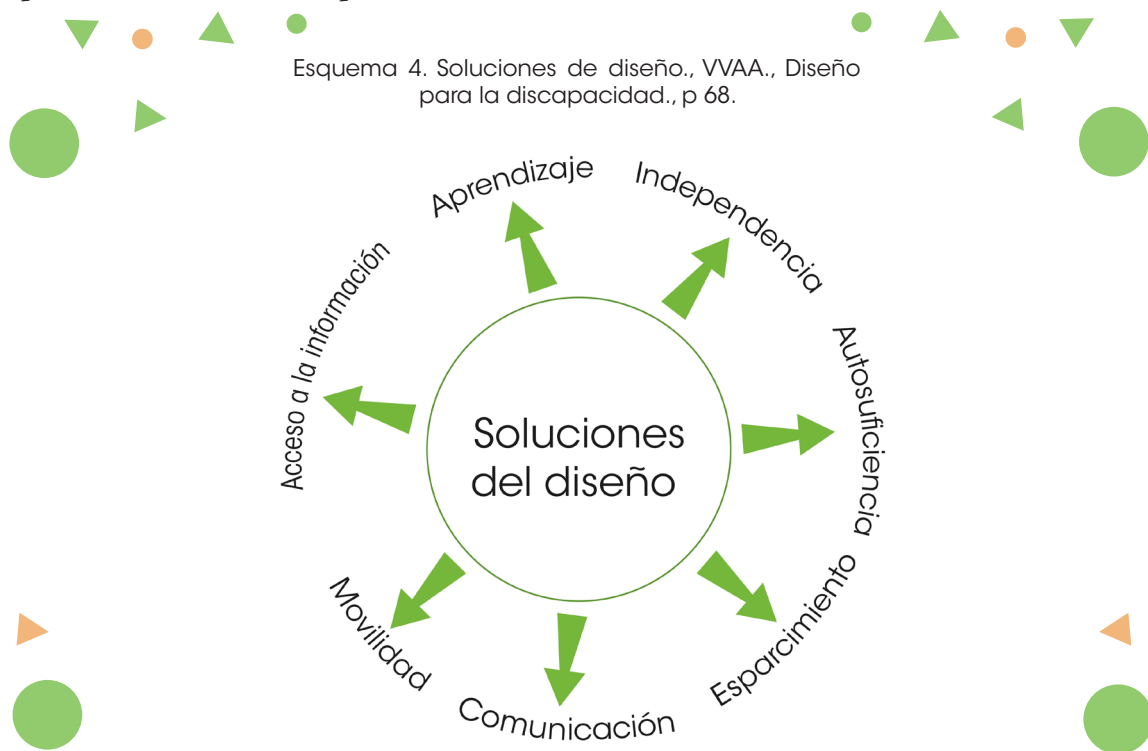 Esquema 4. Soluciones de diseño., VVAA., Diseño
para la discapacidad., p 68.
Aprendizaje
Independencia
Acceso a la información
Autosuficiencia
Soluciones
del diseño
Esparcimiento
Movilidad
Comunicación